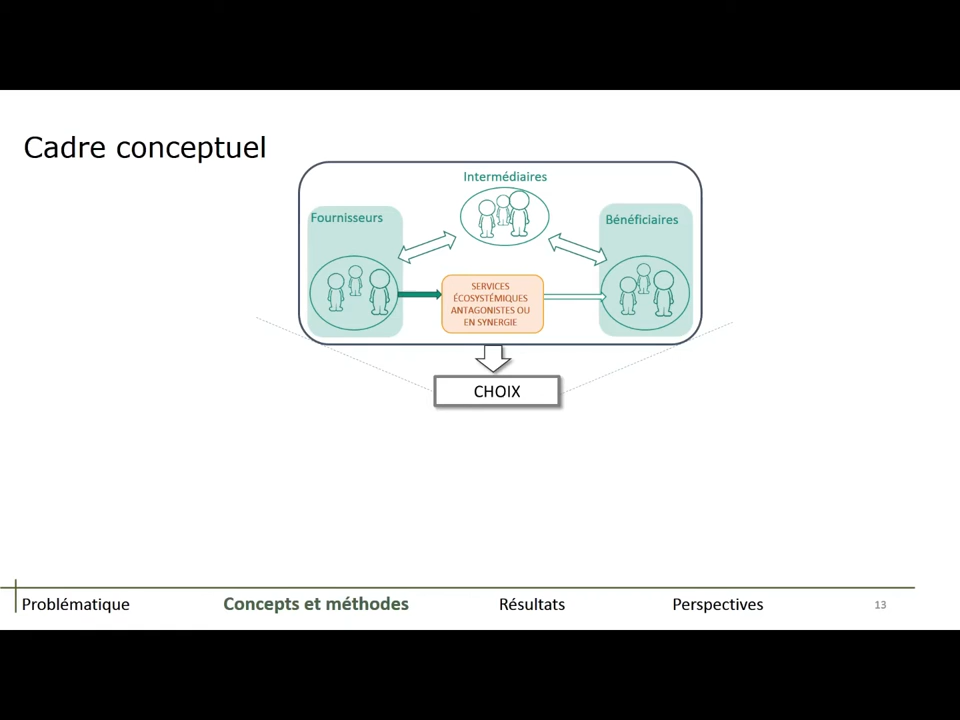 Cadre conceptuel
Intermédiaires
Fournisseurs
Bénéficiaires
SERVICES
ÉCOSYSTÉMIQUES
ANTAGONISTES OU
EN SYNERGIE
CHOIX
Problématique
Concepts et méthodes
Résultats
Perspectives
13